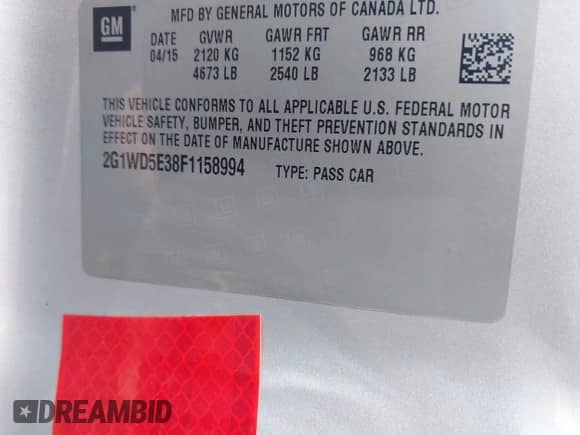 GM
MFD BY GENERAL MOTORS OF CANADA LTD.
DATE GVWR GAWR FRT GAWR RR
04/15 2120 KG 1152 KG 968 KG
4673 LB 2540 LB 2133 LB
THIS VEHICLE CONFORMS TO ALL APPLICABLE U.S. FEDERAL MOTOR
VEHICLE SAFETY, BUMPER, AND THEFT PREVENTION STANDARDS IN
EFFECT ON THE DATE OF MANUFACTURE SHOWN ABOVE.
2G1WD5E38F1158994 TYPE: PASS CAR
DREAMBID